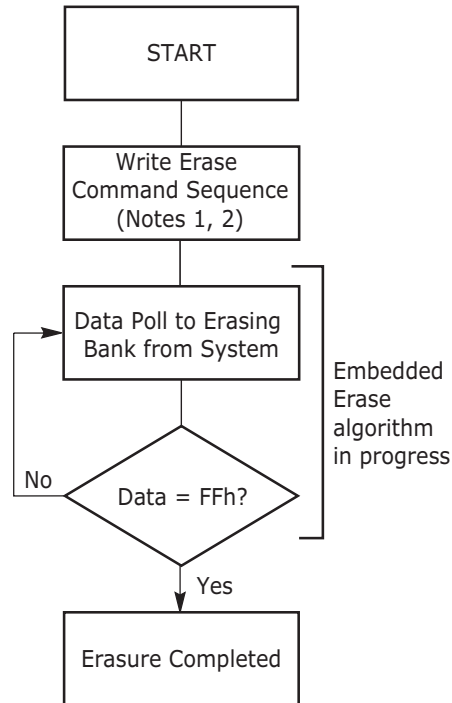 START
Write Erase
Command Sequence
(Notes 1, 2)
Data Poll to Erasing
Bank from System
Embedded
Erase
algorithm
in progress
No
Data = FFh?
Yes
Erasure Completed